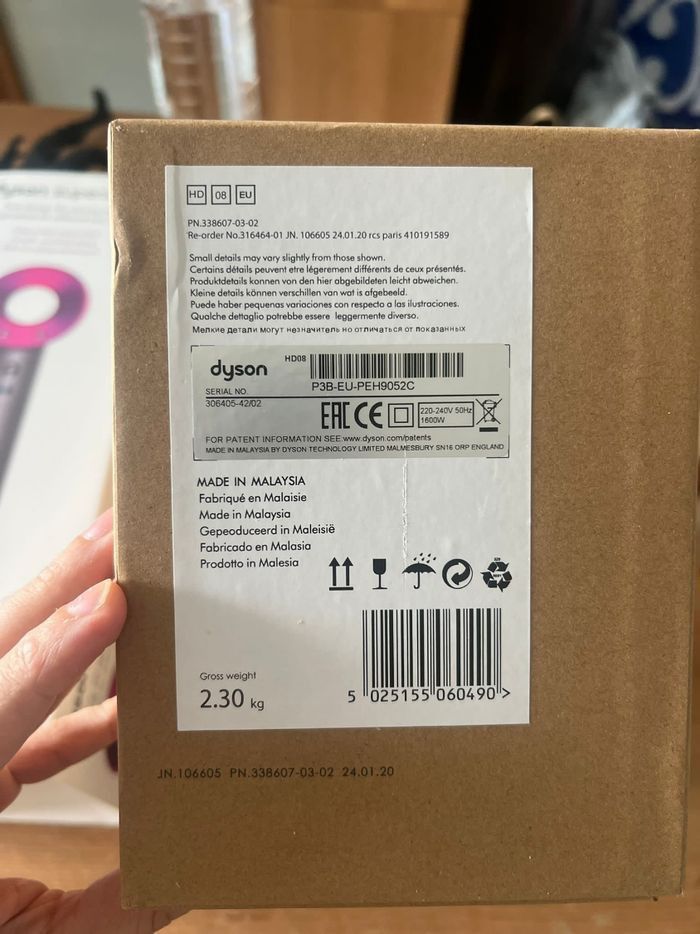 HD 08 EU
PN.338607-03-02
Re-order No.316464-01 JN. 106605 24.01.20 rcs paris 410191589
Small details may vary slightly from those shown.
Certains détails peuvent etre légerement différents de ceux présentés.
Produktdetails können von den hier abgebildeten leicht abweichen.
Kleine details können verschillen van wat is afgebeeld.
Puede haber pequenas variaciones con respecto a las ilustraciones.
Qualche dettaglio potrebbe essere leggermente diverso.
Мелкие детали могут незначитель но отличаться от показанных
dyson HD08
P3B-EU-PEH9052C
SERIAL NO.
306405-42/02
EAC CE 220-240V 50Hz
1600W
FOR PATENT INFORMATION SEE www.dyson.com/patents
MADE IN MALAYSIA BY DYSON TECHNOLOGY LIMITED MALMESBURY SN16 ORP ENGLAND
MADE IN MALAYSIA
Fabriqué en Malaisie
Made in Malaysia
Gepeoduceerd in Maleisië
Fabricado en Malasia
Prodotto in Malesia
Gross weight
2.30 kg
5 025155 060490 >
JN.106605 PN.338607-03-02 24.01.20